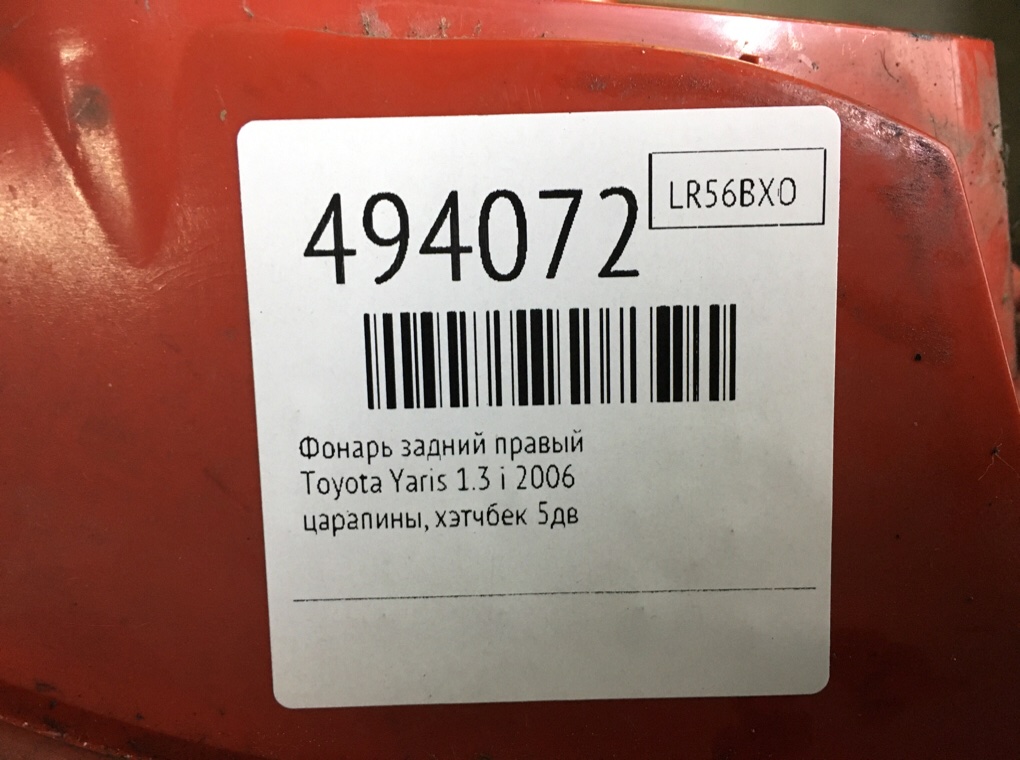 494072
LR56BXO
Фонарь задний правый
Toyota Yaris 1.3 i 2006
царапины, хэтчбек 5дв